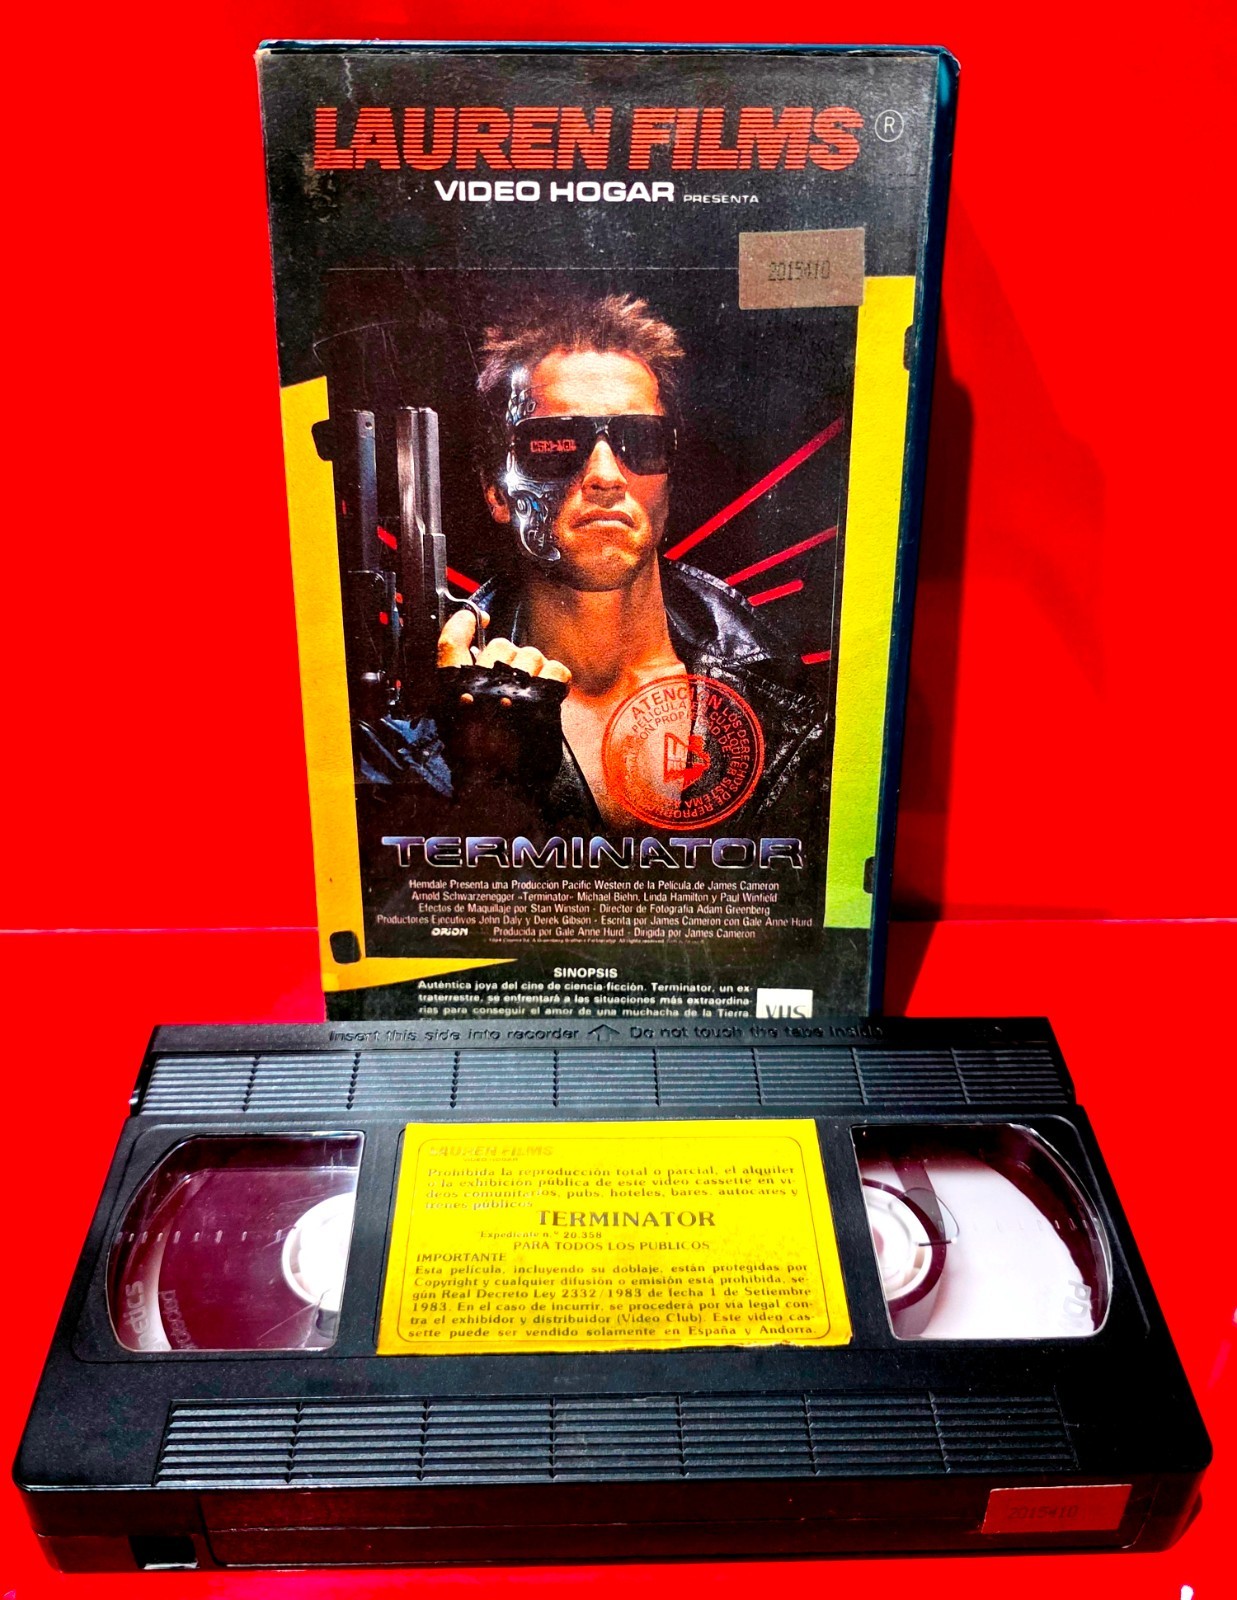 LAUREN FILMS ®
VIDEO HOGAR PRESENTA
2015410
ATENCIÓN
TERMINATOR
Hemdale Presenta una Producción Pacific Western de la Película de James Cameron
Arnold Schwarzenegger «Terminator» Michael Biehn, Linda Hamilton y Paul Winfield
Efectos de Maquillaje por Stan Winston - Director de Fotografía Adam Greenberg
Productores Ejecutivos John Daly y Derek Gibson - Escrita por James Cameron con Gale Anne Hurd
ORION Producida por Gale Anne Hurd - Dirigida por James Cameron
SINOPSIS
Auténtica joya del cine de ciencia-ficción. Terminator, un ex-
traterrestre, se enfrentará a las situaciones más extraordina-
rias para conseguir el amor de una muchacha de la Tierra
VHS
Insert this side into recorder Do not touch the tape inside
LAUREN FILMS
VIDEO HOGAR
Prohibida la reproducción total o parcial, el alquiler
o la exhibición pública de este video cassette en vi-
deos comunitarios, pubs, hoteles, bares, autocares y
trenes públicos.
TERMINATOR
Expediente n.° 20.358
PARA TODOS LOS PUBLICOS
IMPORTANTE
Esta película, incluyendo su doblaje, están protegidas por
Copyright y cualquier difusión o emisión está prohibida, se-
gún Real Decreto Ley 2332/1983 de fecha 1 de Setiembre
1983. En el caso de incurrir, se procederá por vía legal con-
tra el exhibidor y distribuidor (Video Club). Este video cas-
sette puede ser vendido solamente en España y Andorra.
2015410